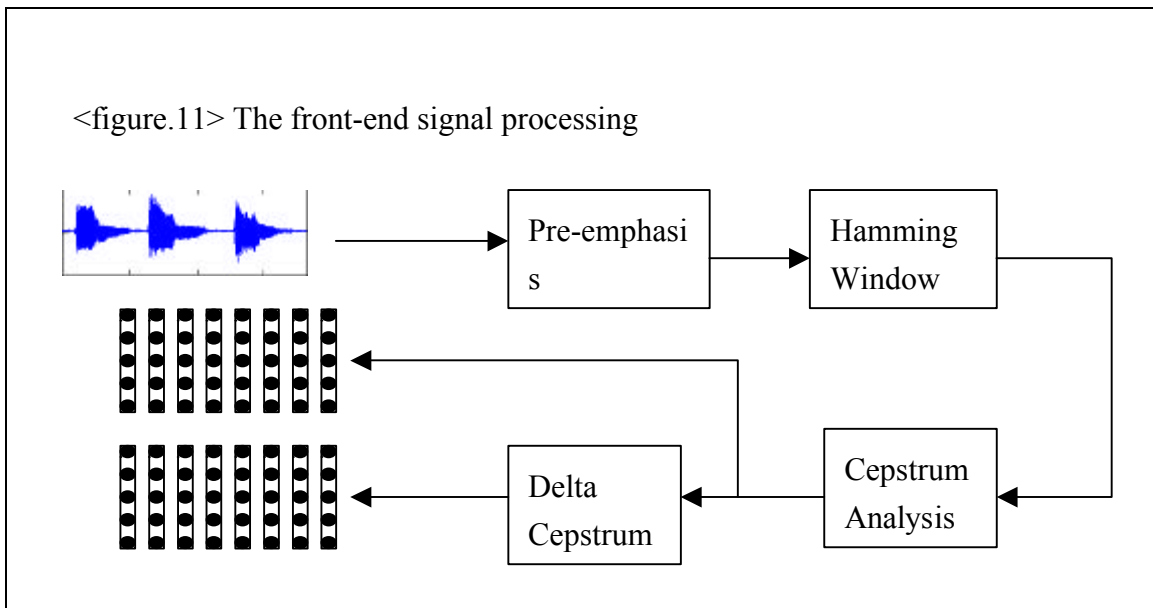 <figure.11> The front-end signal processing
Pre-emphasi
s
Hamming
Window
Cepstrum
Analysis
Delta
Cepstrum